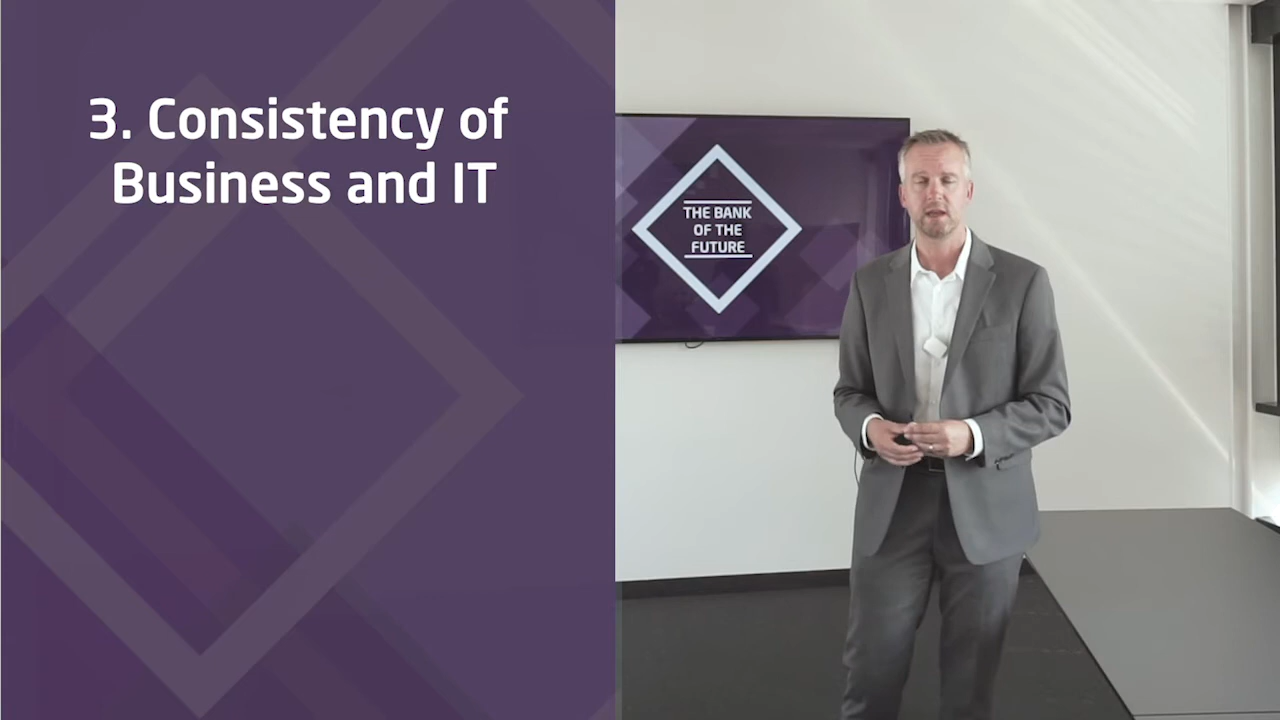 3. Consistency of
Business and IT
THE BANK
OF THE
FUTURE